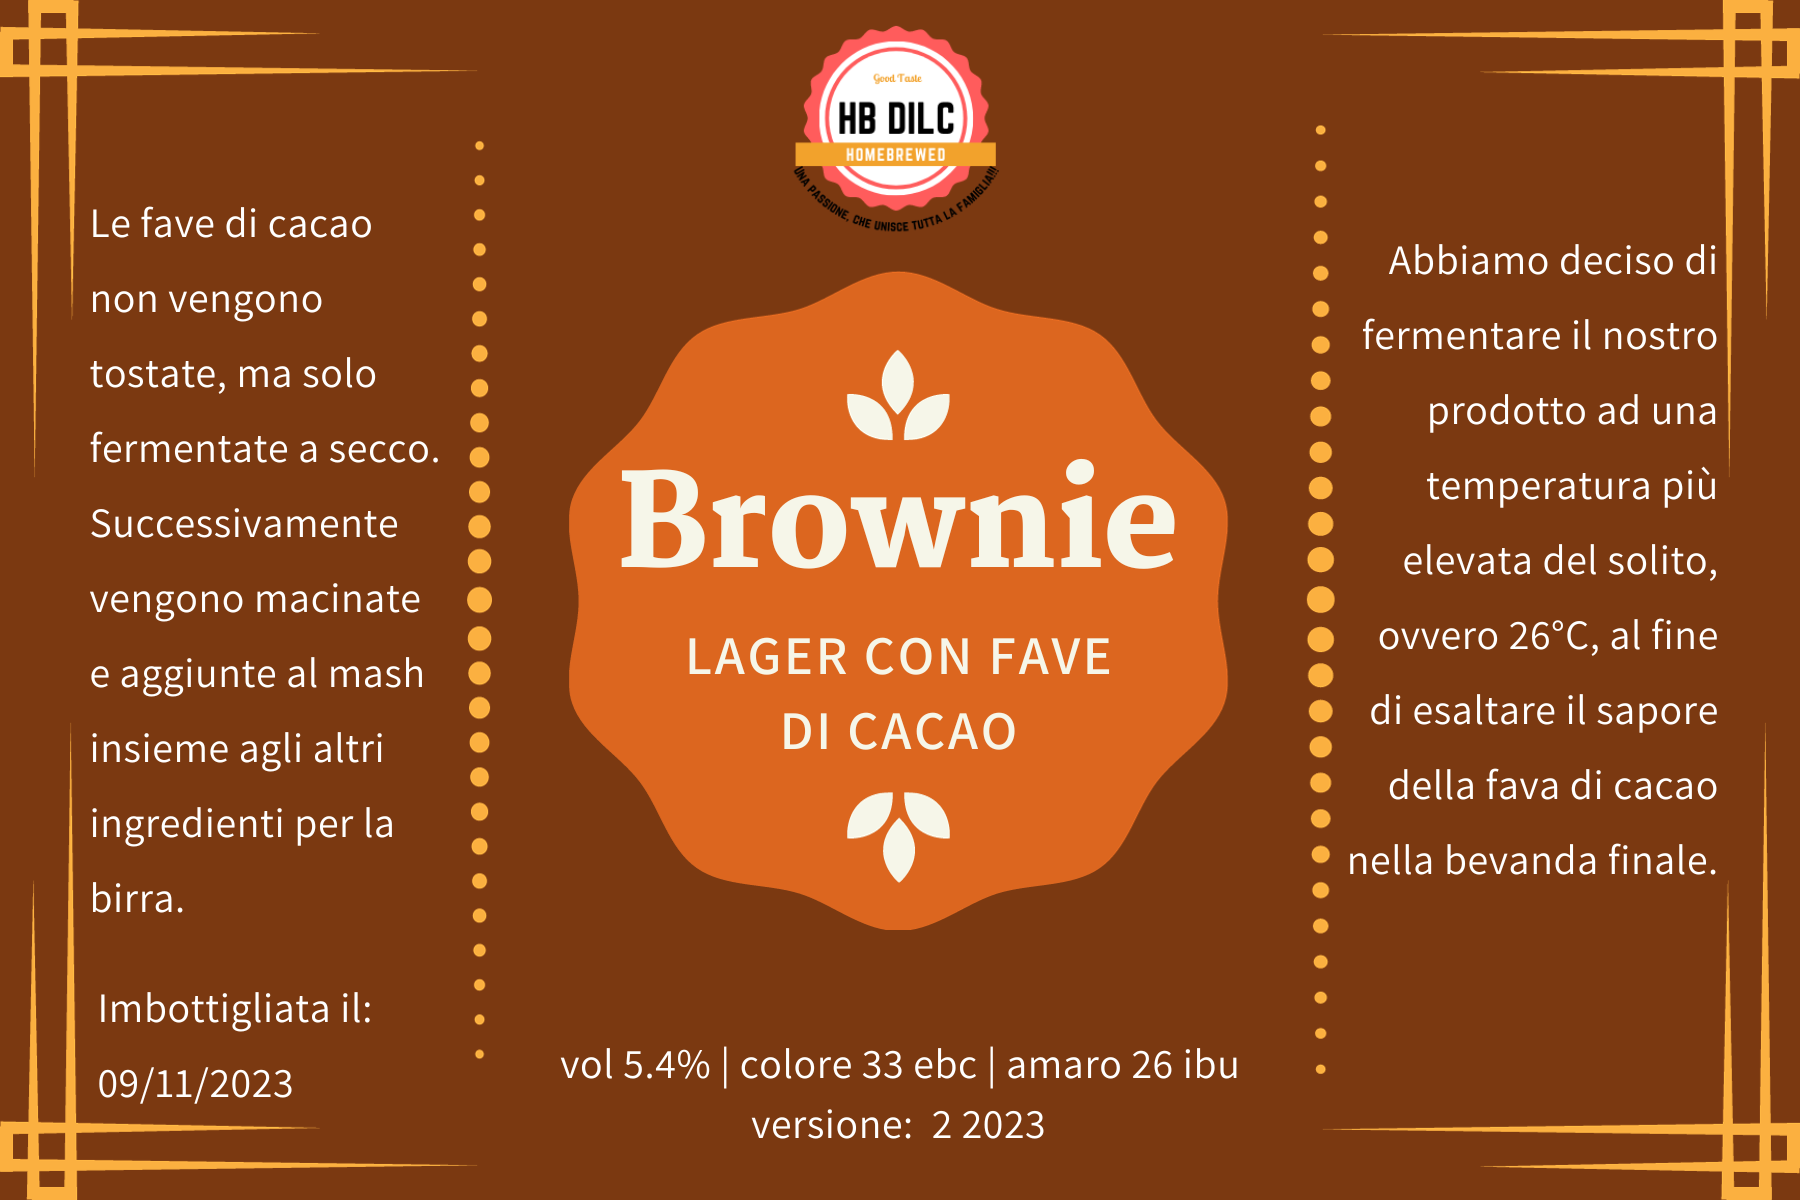 Good Taste
HB DILC
HOMEBREWED
UNA PASSIONE, CHE UNISCE TUTTA LA FAMIGLIA!!!
Le fave di cacao
non vengono
tostate, ma solo
fermentate a secco.
Successivamente
vengono macinate
e aggiunte al mash
insieme agli altri
ingredienti per la
birra.
Imbottigliata il:
09/11/2023
Brownie
LAGER CON FAVE
DI CACAO
vol 5.4% | colore 33 ebc | amaro 26 ibu
versione:  2 2023
Abbiamo deciso di
fermentare il nostro
prodotto ad una
temperatura più
elevata del solito,
ovvero 26°C, al fine
di esaltare il sapore
della fava di cacao
nella bevanda finale.